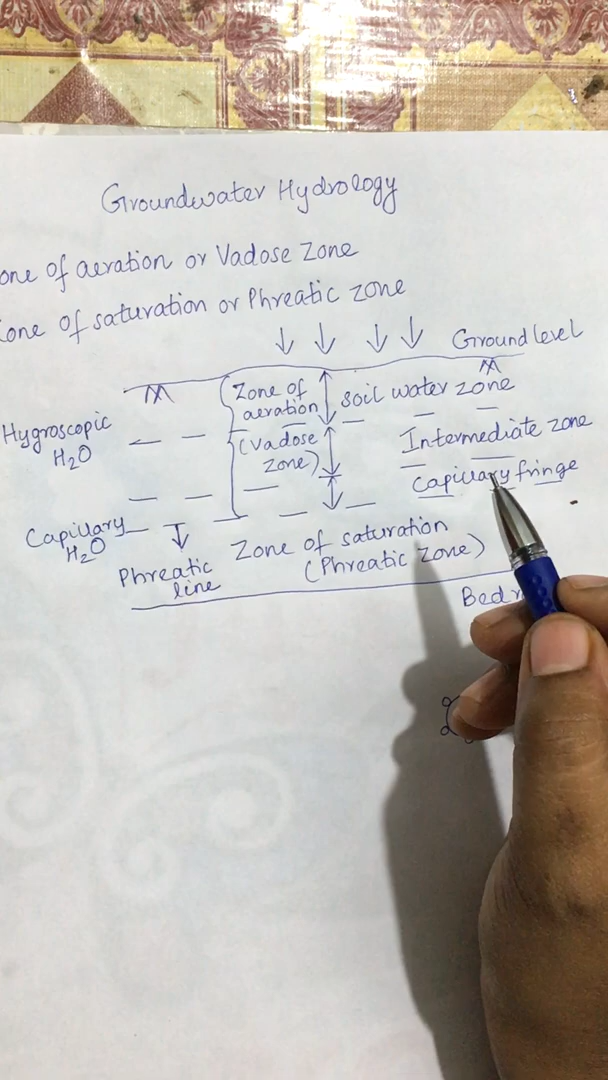 Groundwater Hydrology
one of aeration or Vadose Zone
one of saturation or Phreatic zone
Ground level
Zone of aeration
soil water zone
Hygroscopic H2O
(Vadose zone)
Intermediate zone
Capillary fringe
Capillary H2O
Phreatic line
Zone of saturation
(Phreatic zone)
Bed